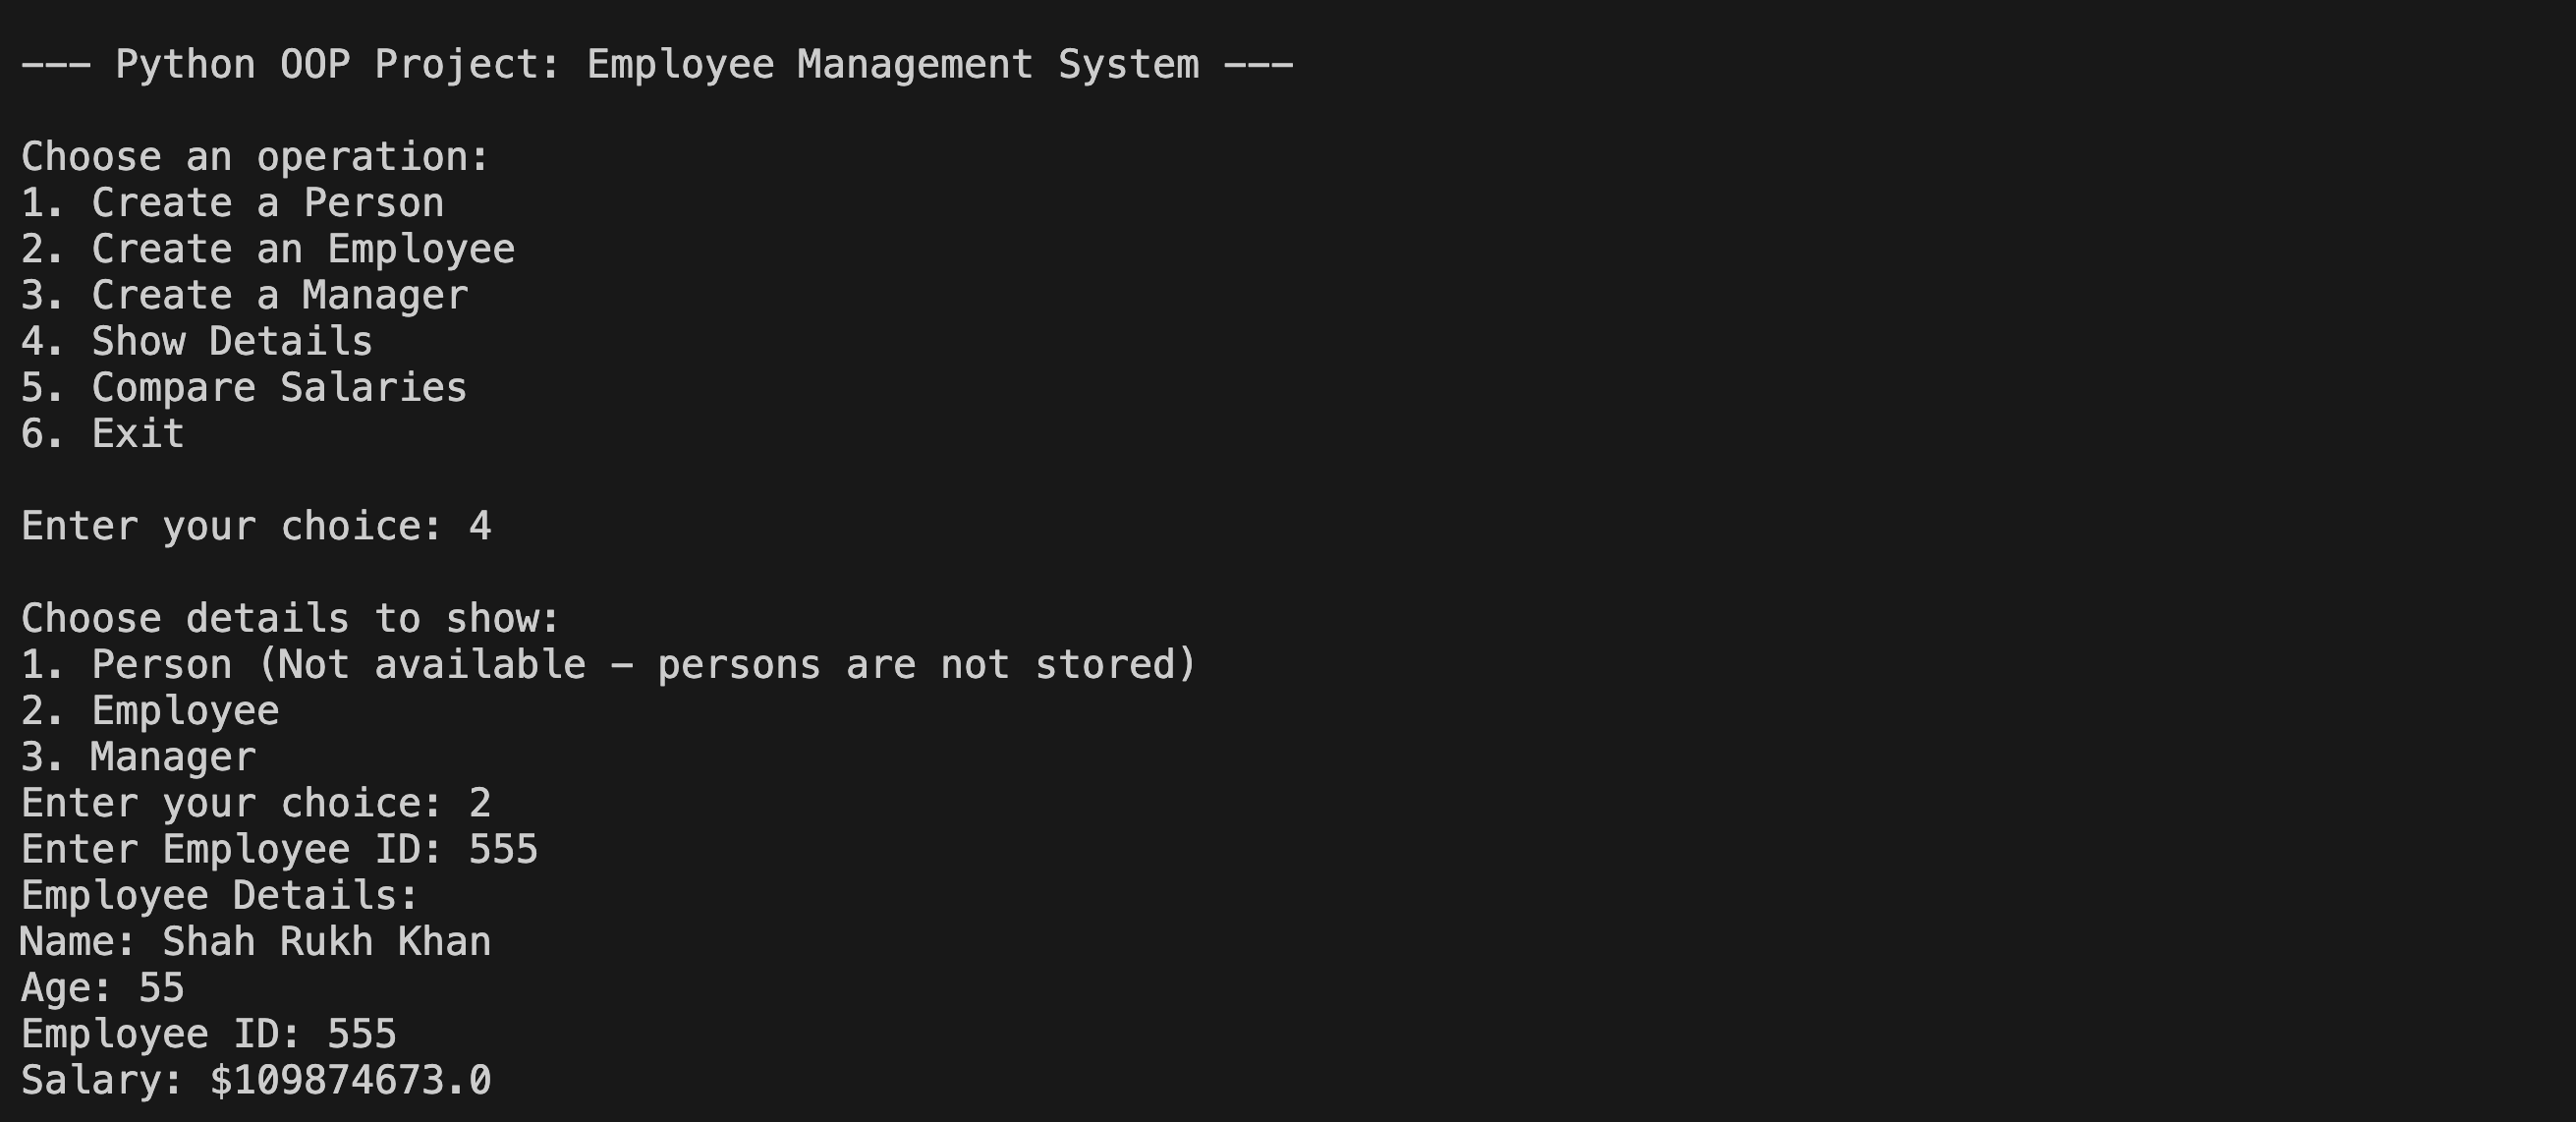 --- Python OOP Project: Employee Management System ---
Choose an operation:
1. Create a Person
2. Create an Employee
3. Create a Manager
4. Show Details
5. Compare Salaries
6. Exit
Enter your choice: 4
Choose details to show:
1. Person (Not available - persons are not stored)
2. Employee
3. Manager
Enter your choice: 2
Enter Employee ID: 555
Employee Details:
Name: Shah Rukh Khan
Age: 55
Employee ID: 555
Salary: $109874673.0